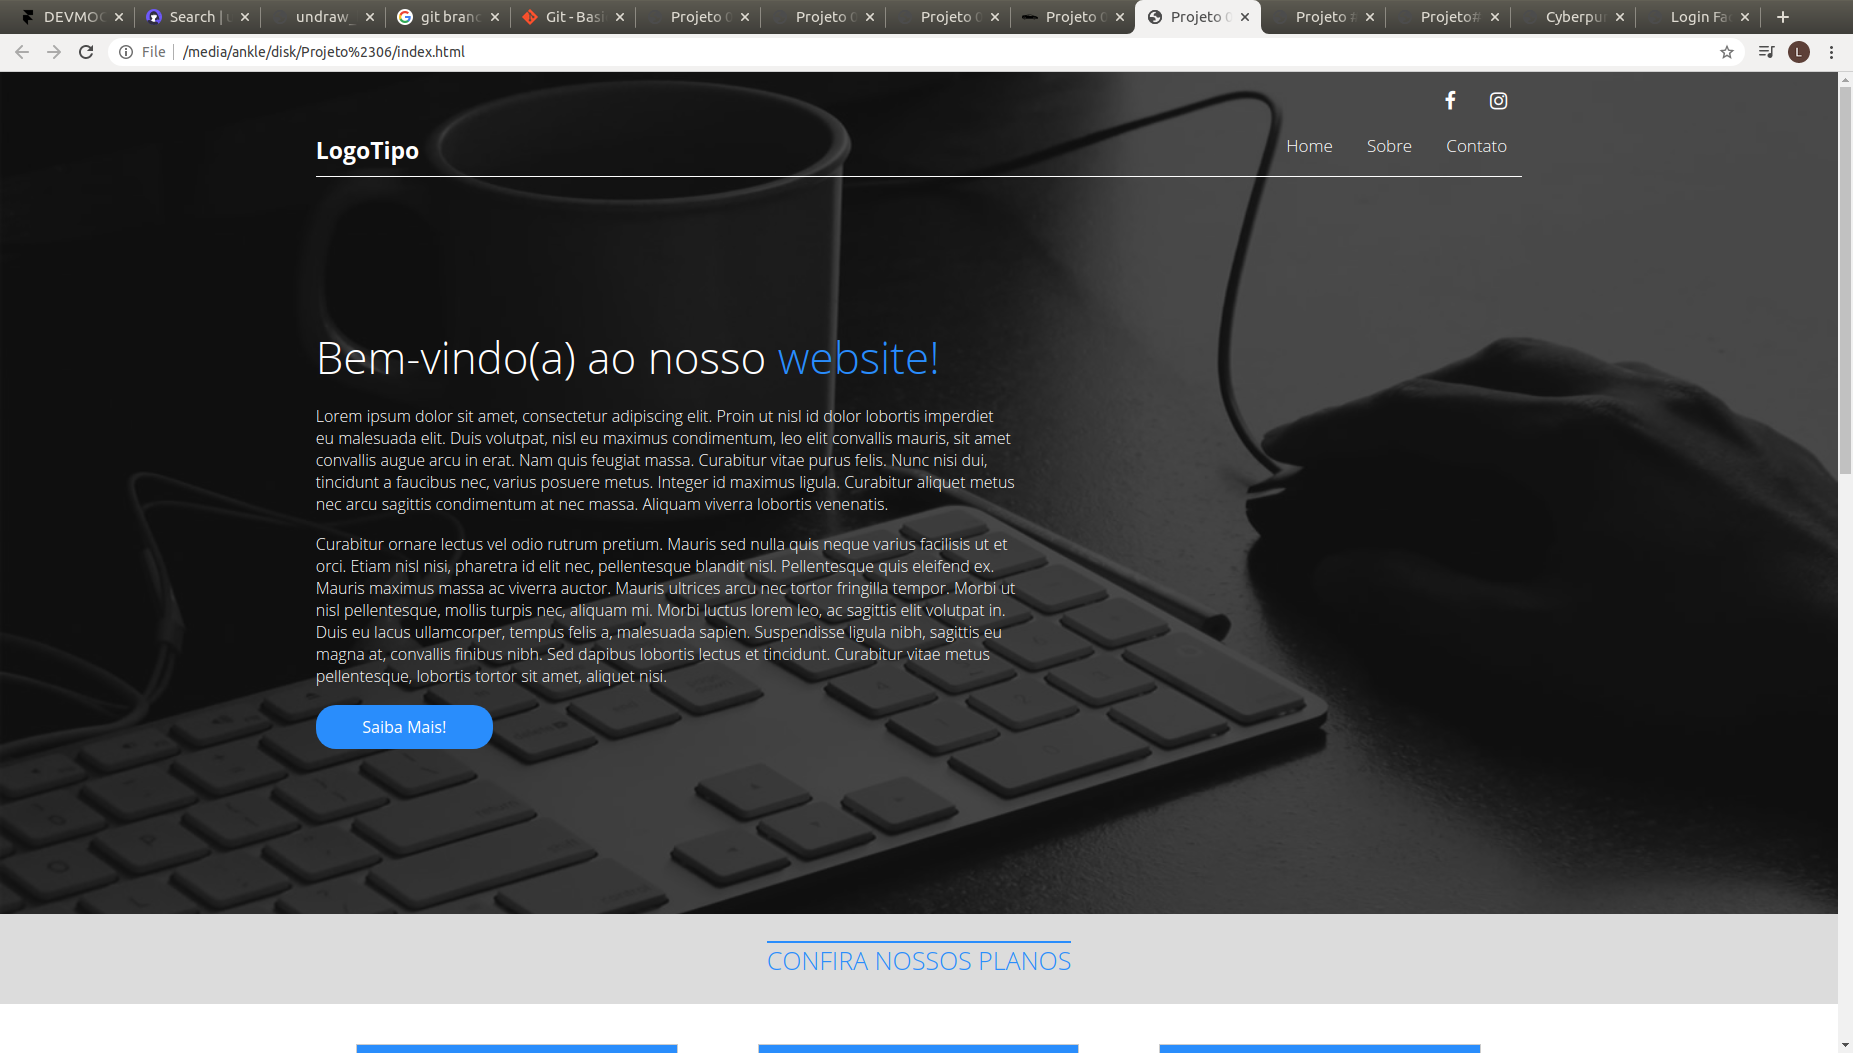 DEVMO
Search |
undraw_
git bran
Git - Basi
Projeto
Projeto
Projeto
Projeto
Projeto
Projeto
Projeto#
Cyberpu
Login Fa
File
/media/ankle/disk/Projeto%2306/index.html
L
LogoTipo
Home Sobre Contato
Bem-vindo(a) ao nosso website!
Lorem ipsum dolor sit amet, consectetur adipiscing elit. Proin ut nisl id dolor lobortis imperdiet
eu malesuada elit. Duis volutpat, nisl eu maximus condimentum, leo elit convallis mauris, sit amet
convallis augue arcu in erat. Nam quis feugiat massa. Curabitur vitae purus felis. Nunc nisi dui,
tincidunt a faucibus nec, varius posuere metus. Integer id maximus ligula. Curabitur aliquet metus
nec arcu sagittis condimentum at nec massa. Aliquam viverra lobortis venenatis.
Curabitur ornare lectus vel odio rutrum pretium. Mauris sed nulla quis neque varius facilisis ut et
orci. Etiam nisl nisi, pharetra id elit nec, pellentesque blandit nisl. Pellentesque quis eleifend ex.
Mauris maximus massa ac viverra auctor. Mauris ultrices arcu nec tortor fringilla tempor. Morbi ut
nisl pellentesque, mollis turpis nec, aliquam mi. Morbi luctus lorem leo, ac sagittis elit volutpat in.
Duis eu lacus ullamcorper, tempus felis a, malesuada sapien. Suspendisse ligula nibh, sagittis eu
magna at, convallis finibus nibh. Sed dapibus lobortis lectus et tincidunt. Curabitur vitae metus
pellentesque, lobortis tortor sit amet, aliquet nisi.
Saiba Mais!
CONFIRA NOSSOS PLANOS